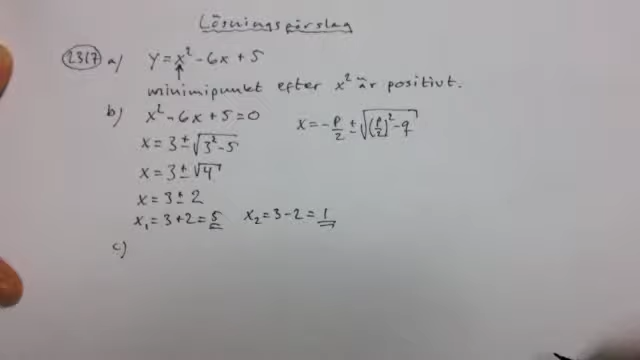 Lösningsförslag
2317 a) y = x² - 6x + 5
minimipunkt efter x² är positivt.
b) x² - 6x + 5 = 0
x = 3 ± √(3² - 5)
x = -p/2 ± √((p/2)² - q)
x = 3 ± √4
x = 3 ± 2
x₁ = 3 + 2 = 5 x₂ = 3 - 2 = 1
c)